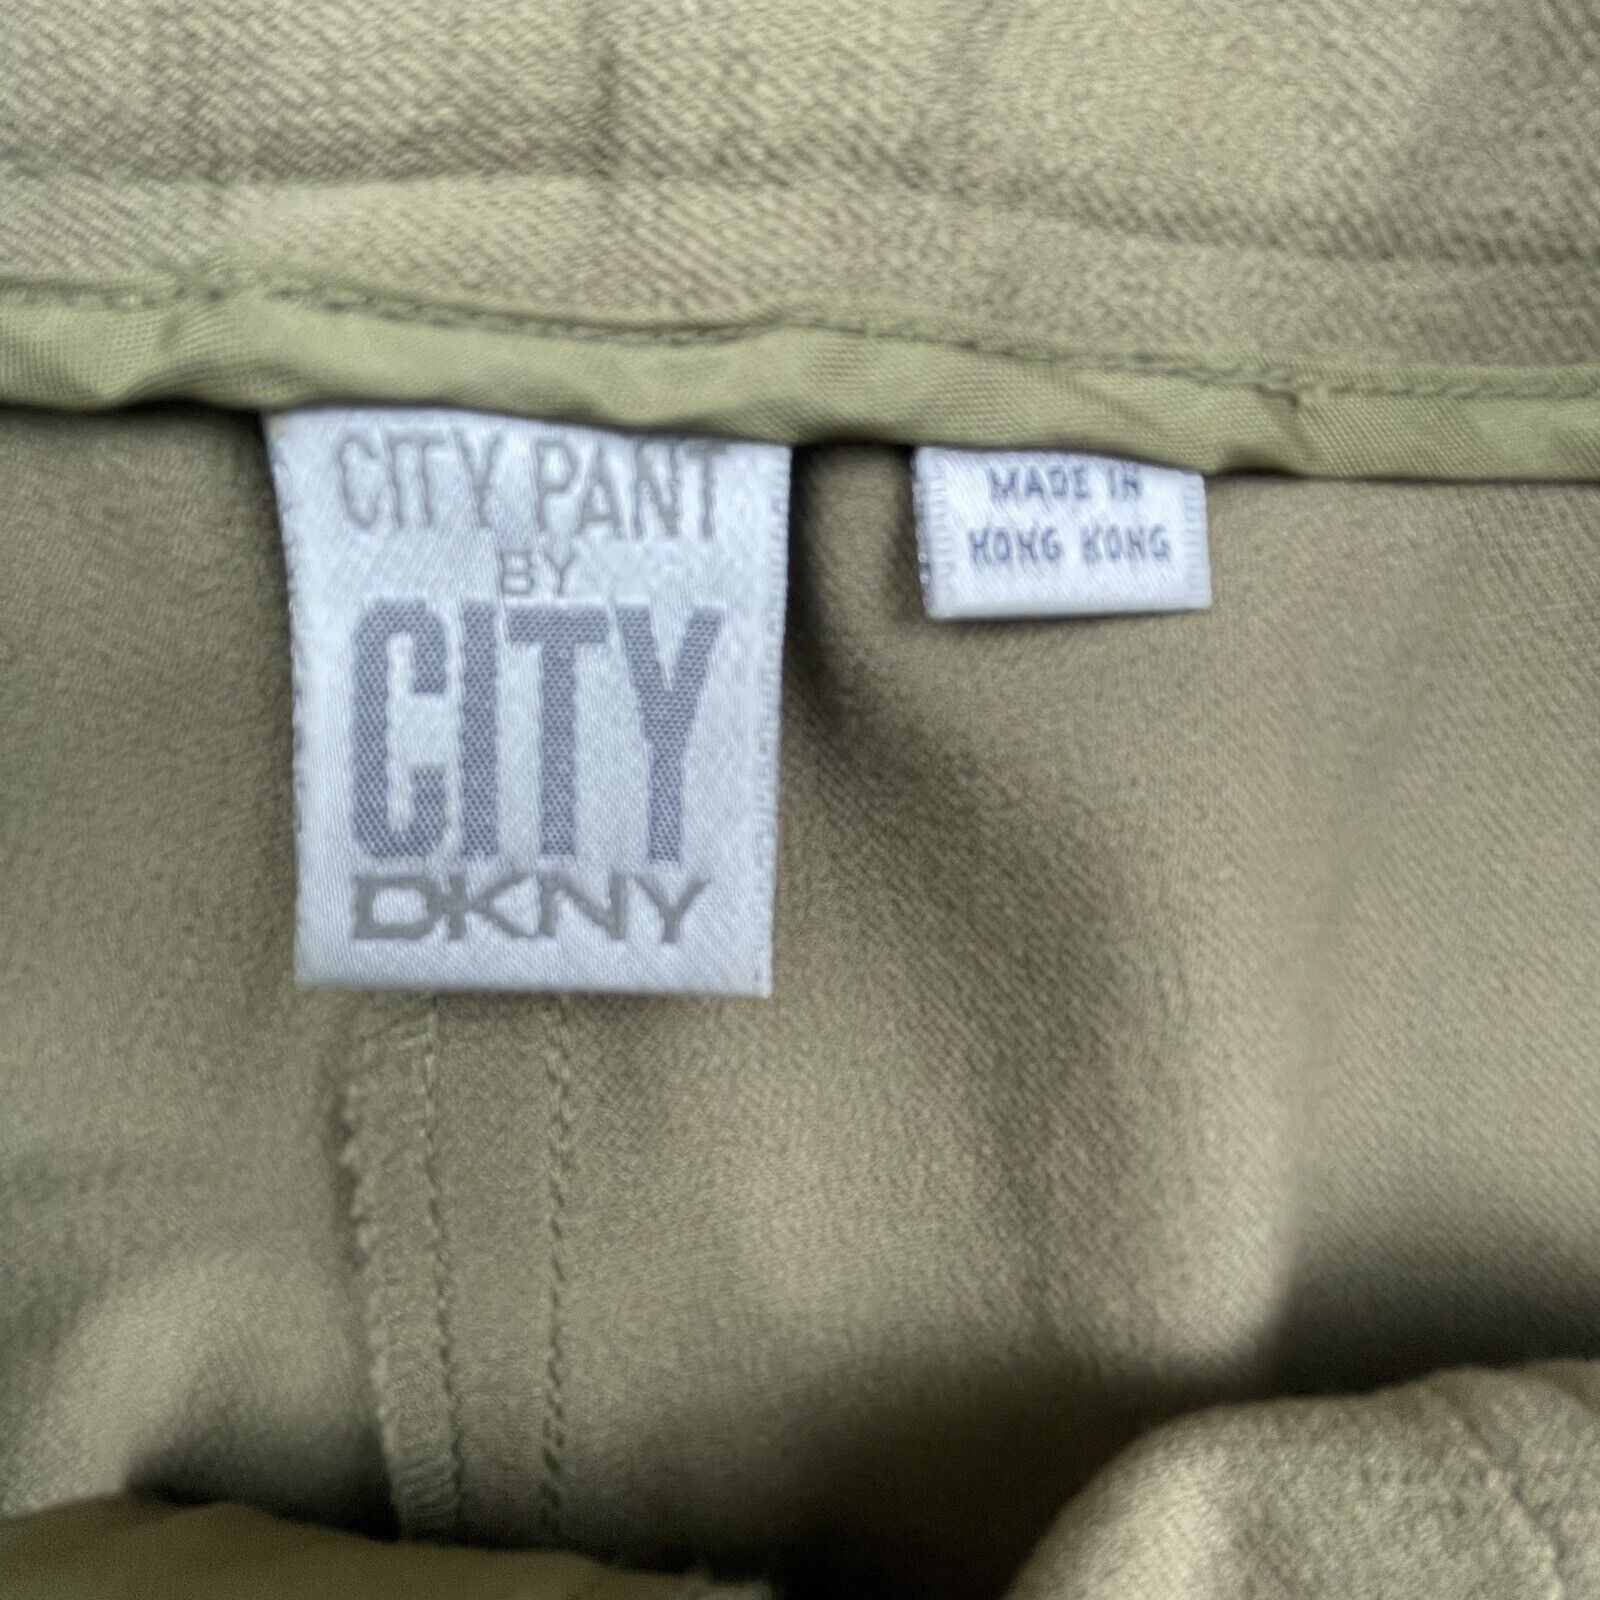 CITY PANT
BY
CITY
DKNY
MADE IN
HONG KONG